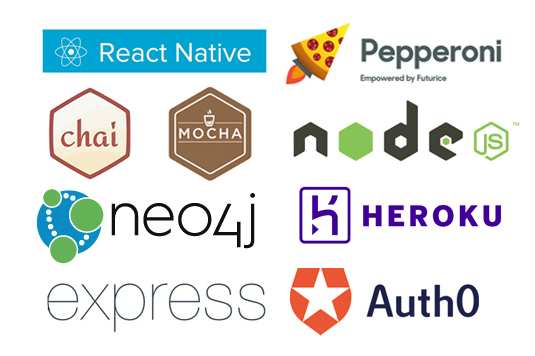 React Native
Pepperoni
Empowered by Futurice
chai
MOCHA
node
JS
™
neo4j
HEROKU
express
Auth0